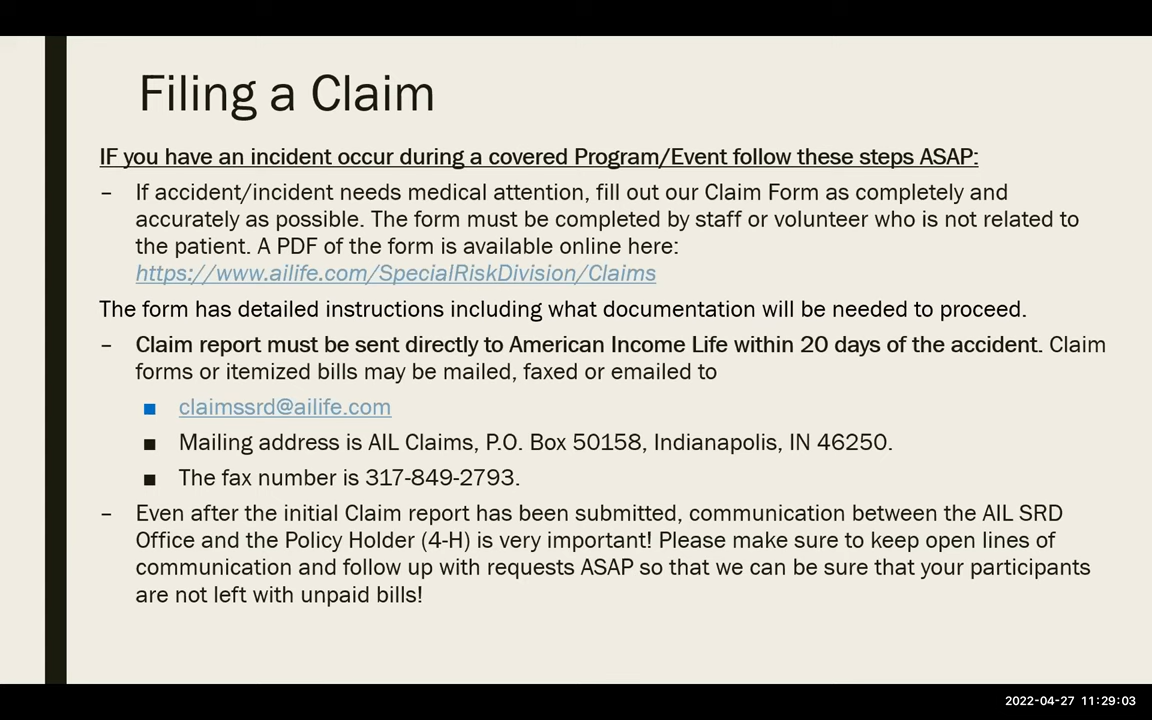 Filing a Claim
IF you have an incident occur during a covered Program/Event follow these steps ASAP:
– If accident/incident needs medical attention, fill out our Claim Form as completely and
accurately as possible. The form must be completed by staff or volunteer who is not related to
the patient. A PDF of the form is available online here:
https://www.ailife.com/SpecialRiskDivision/Claims
The form has detailed instructions including what documentation will be needed to proceed.
– Claim report must be sent directly to American Income Life within 20 days of the accident. Claim
forms or itemized bills may be mailed, faxed or emailed to
■ claimssrd@ailife.com
■ Mailing address is AIL Claims, P.O. Box 50158, Indianapolis, IN 46250.
■ The fax number is 317-849-2793.
– Even after the initial Claim report has been submitted, communication between the AIL SRD
Office and the Policy Holder (4-H) is very important! Please make sure to keep open lines of
communication and follow up with requests ASAP so that we can be sure that your participants
are not left with unpaid bills!
2022-04-27 11:29:03